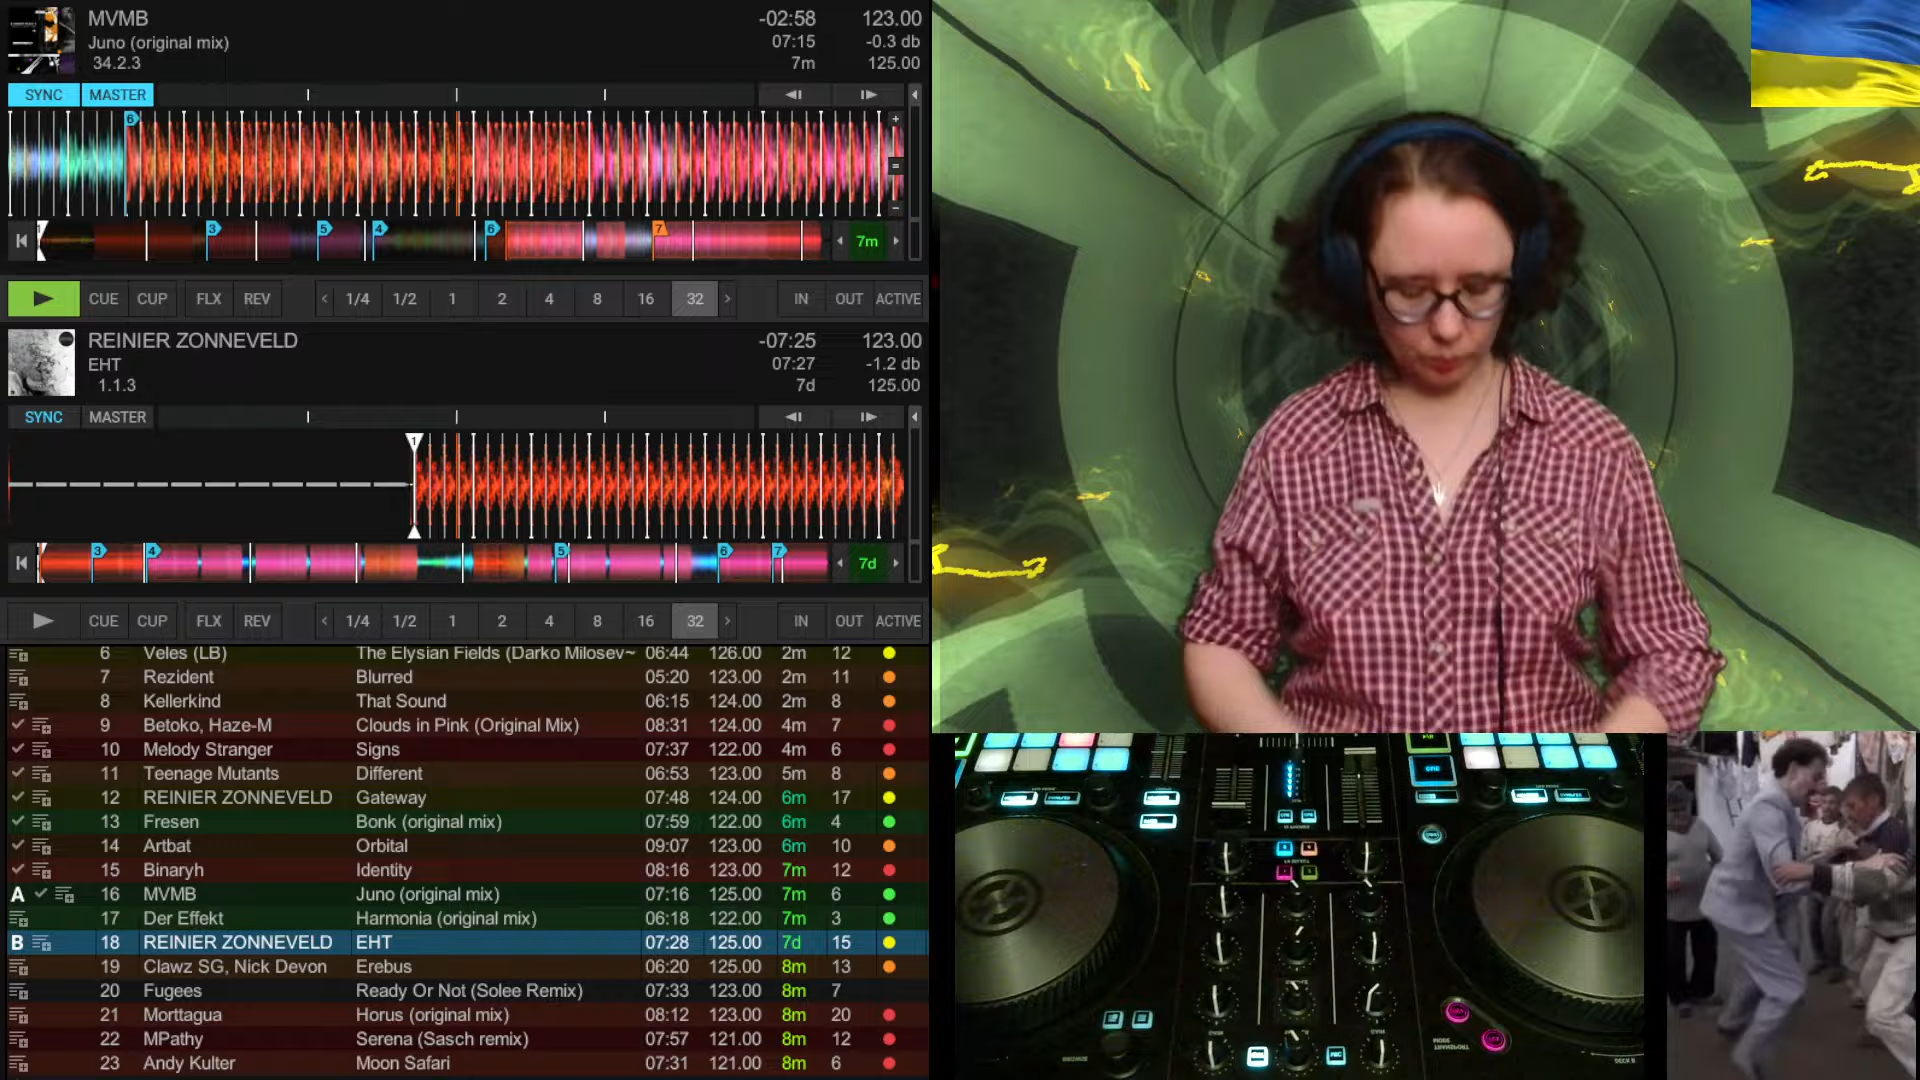 MVMB -02:58 123.00
Juno (original mix) 07:15 -0.3 db
34.2.3 7m 125.00
SYNC MASTER
6
3 5 4 6 7 7m
CUE CUP FLX REV < 1/4 1/2 1 2 4 8 16 32 > IN OUT ACTIVE
REINIER ZONNEVELD -07:25 123.00
EHT 07:27 -1.2 db
1.1.3 7d 125.00
SYNC MASTER
1
3 4 5 6 7 7d
CUE CUP FLX REV < 1/4 1/2 1 2 4 8 16 32 > IN OUT ACTIVE
6 Veles (LB) The Elysian Fields (Darko Milosev~ 06:44 126.00 2m 12
7 Rezident Blurred 05:20 123.00 2m 11
8 Kellerkind That Sound 06:15 124.00 2m 8
9 Betoko, Haze-M Clouds in Pink (Original Mix) 08:31 124.00 4m 7
10 Melody Stranger Signs 07:37 122.00 4m 6
11 Teenage Mutants Different 06:53 123.00 5m 8
12 REINIER ZONNEVELD Gateway 07:48 124.00 6m 17
13 Fresen Bonk (original mix) 07:59 122.00 6m 4
14 Artbat Orbital 09:07 123.00 6m 10
15 Binaryh Identity 08:16 123.00 7m 12
A 16 MVMB Juno (original mix) 07:16 125.00 7m 6
17 Der Effekt Harmonia (original mix) 06:18 122.00 7m 3
B 18 REINIER ZONNEVELD EHT 07:28 125.00 7d 15
19 Clawz SG, Nick Devon Erebus 06:20 125.00 8m 13
20 Fugees Ready Or Not (Solee Remix) 07:33 123.00 8m 7
21 Morttagua Horus (original mix) 08:12 123.00 8m 20
22 MPathy Serena (Sasch remix) 07:57 121.00 8m 12
23 Andy Kulter Moon Safari 07:31 121.00 8m 6